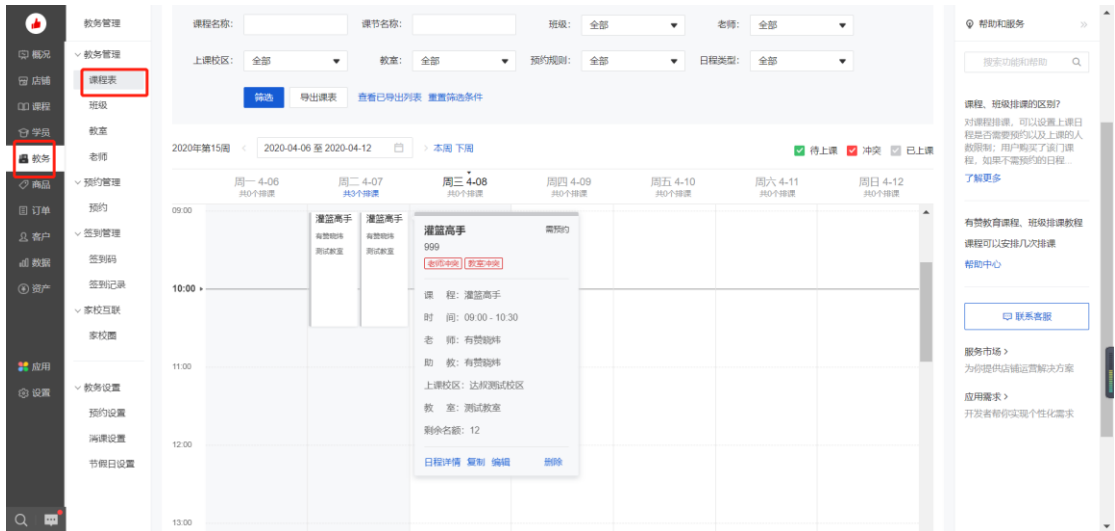 概况
店铺
课程
学员
教务
商品
订单
客户
数据
资产
应用
设置
教务管理
教务管理
课程表
班级
教室
老师
预约管理
预约
签到管理
签到码
签到记录
家校互联
家校圈
教务设置
预约设置
消课设置
节假日设置
课程名称: 课节名称: 班级: 全部 老师: 全部
上课校区: 全部 教室: 全部 预约规则: 全部 日程类型: 全部
筛选 导出课表 查看已导出列表 重置筛选条件
2020年第15周 2020-04-06 至 2020-04-12 本周 下周 待上课 冲突 已上课
周一 4-06 周二 4-07 周三 4-08 周四 4-09 周五 4-10 周六 4-11 周日 4-12
共0个排课 共3个排课 共0个排课 共0个排课 共0个排课 共0个排课 共0个排课
09:00
10:00
11:00
12:00
13:00
灌篮高手 灌篮高手
有赞晓炜 有赞晓炜
测试教室 测试教室
灌篮高手 需预约
999
老师冲突 教室冲突
课 程: 灌篮高手
时 间: 09:00 - 10:30
老 师: 有赞晓炜
助 教: 有赞晓炜
上课校区: 达叔测试校区
教 室: 测试教室
剩余名额: 12
日程详情 复制 编辑 删除
帮助和服务 »
搜索功能和帮助
课程、班级排课的区别?
对课程排课，可以设置上课日
程是否需要预约以及上课的人
数限制; 用户购买了该门课
程，如果不需预约的日程...
了解更多
有赞教育课程、班级排课教程
课程可以安排几次排课
帮助中心
联系客服
服务市场 >
为你提供店铺运营解决方案
应用需求 >
开发者帮你实现个性化需求